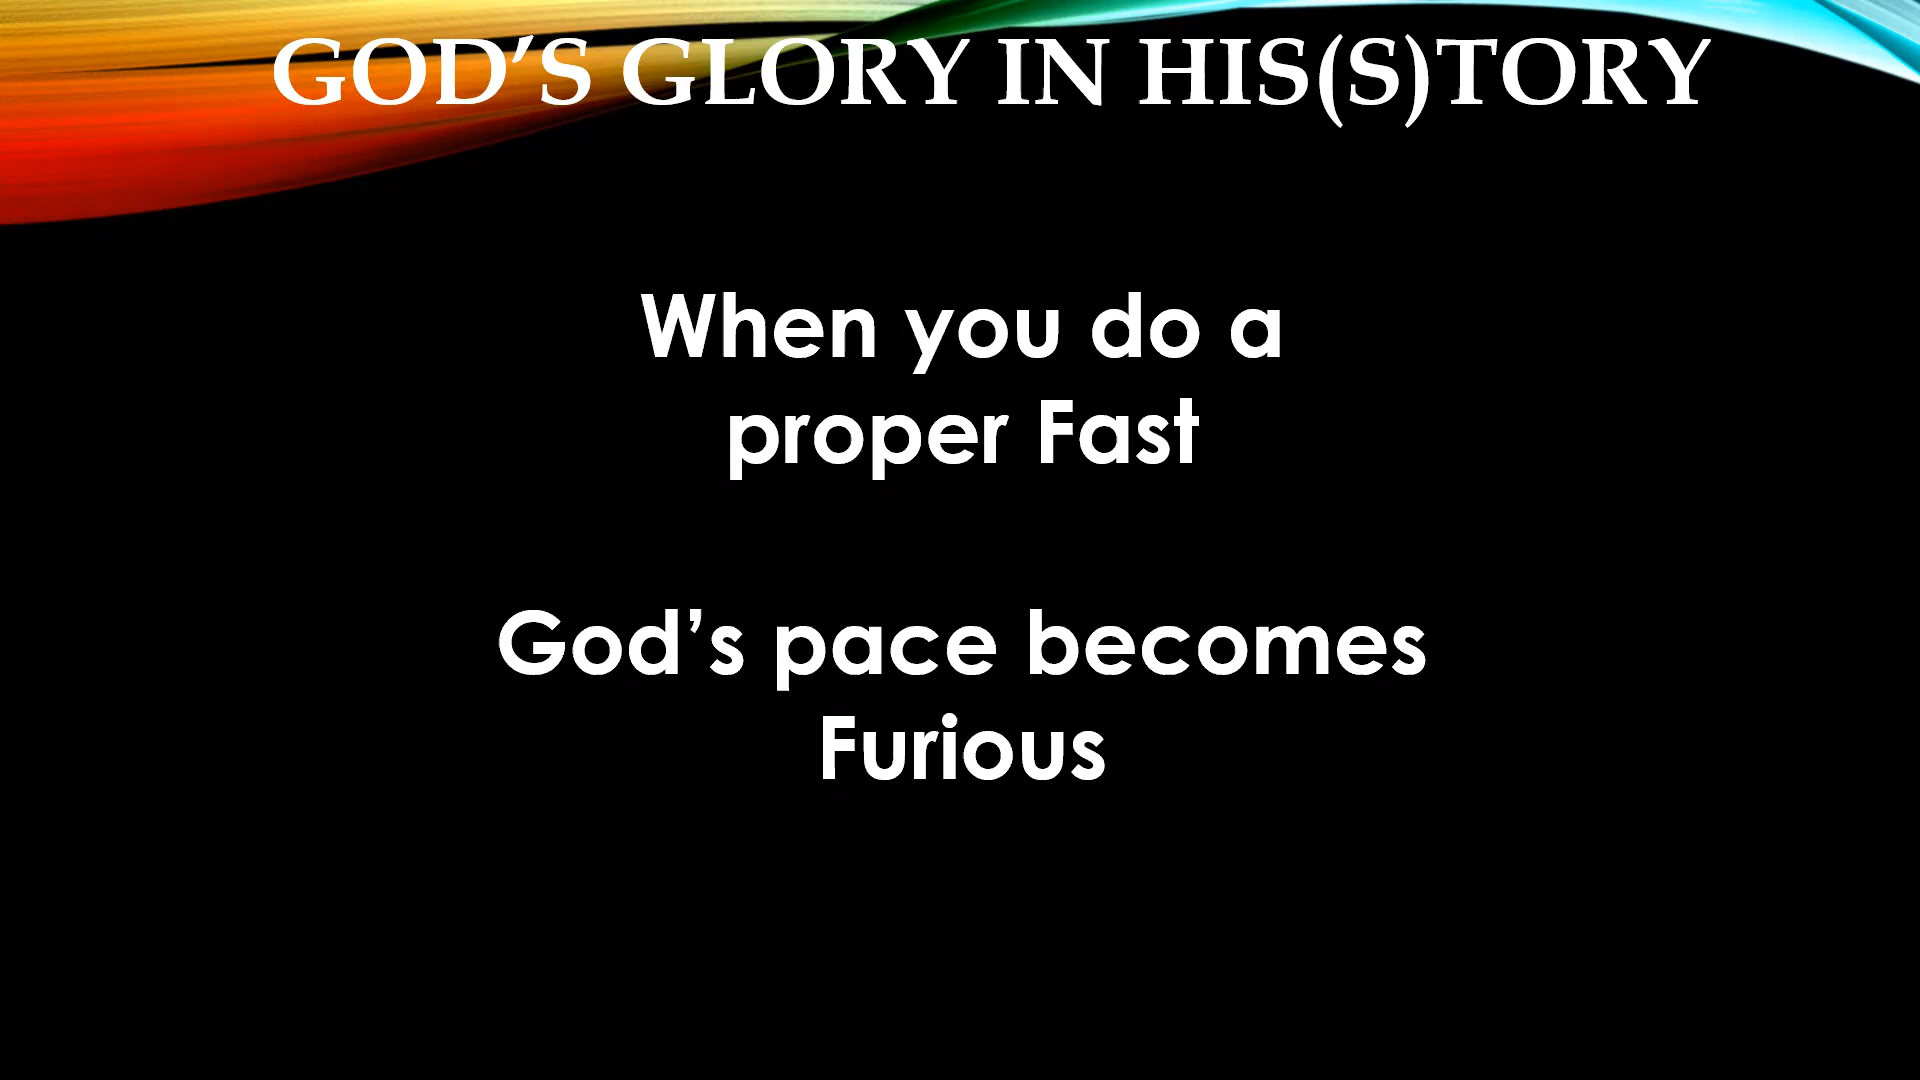 GOD’S GLORY IN HIS(S)TORY
When you do a
proper Fast
God’s pace becomes
Furious